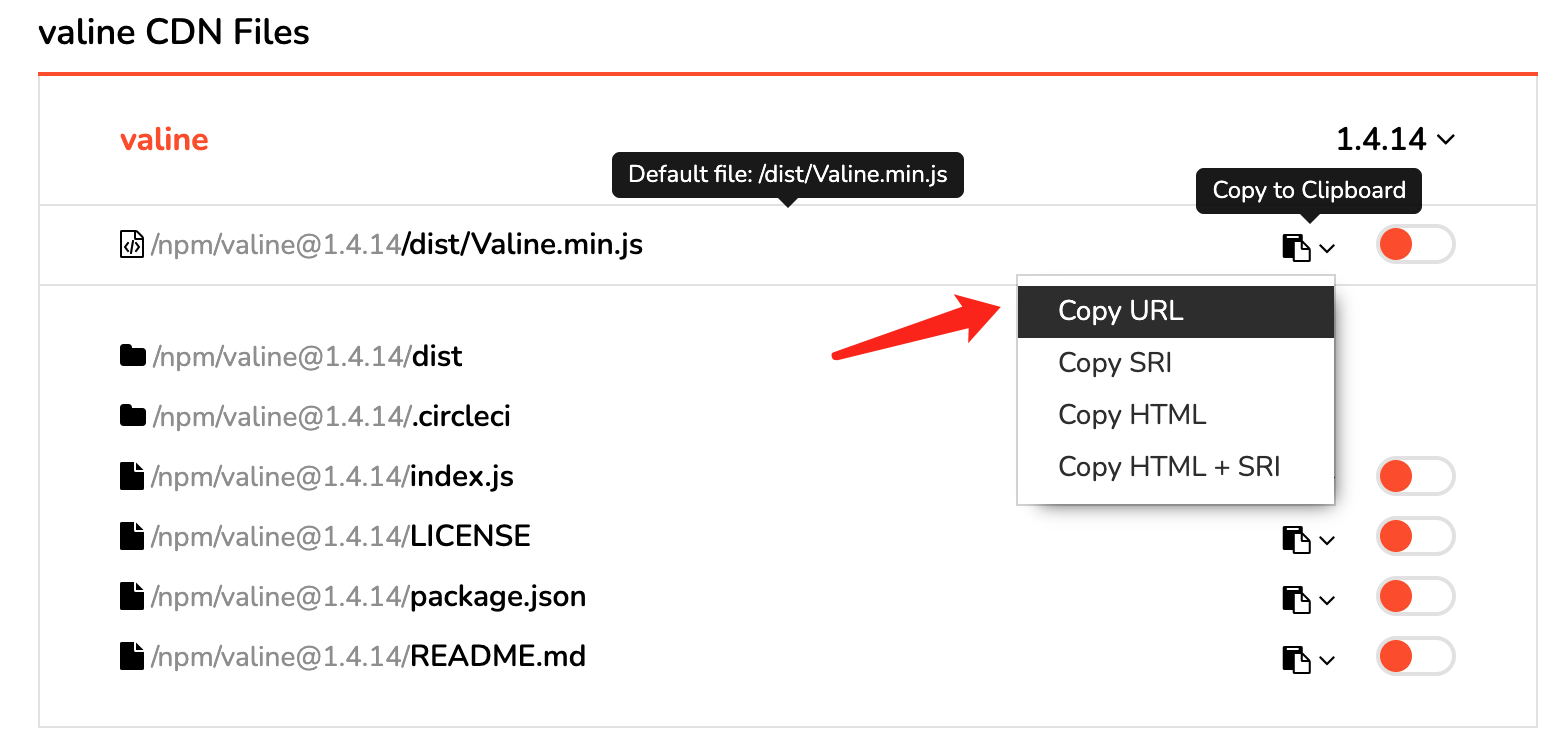 valine CDN Files
valine
1.4.14
Default file: /dist/Valine.min.js
Copy to Clipboard
/npm/valine@1.4.14/dist/Valine.min.js
Copy URL
Copy SRI
Copy HTML
Copy HTML + SRI
/npm/valine@1.4.14/dist
/npm/valine@1.4.14/.circleci
/npm/valine@1.4.14/index.js
/npm/valine@1.4.14/LICENSE
/npm/valine@1.4.14/package.json
/npm/valine@1.4.14/README.md